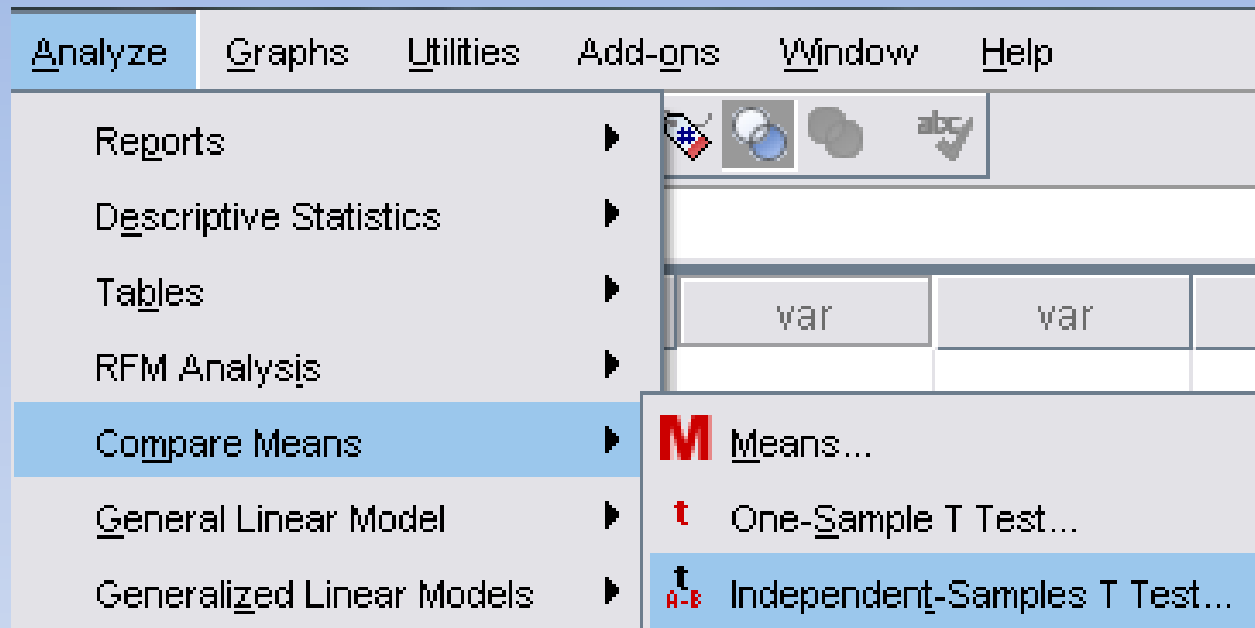 Analyze Graphs Utilities Add-ons Window Help
abc
Reports
Descriptive Statistics
Tables
var var
RFM Analysis
Compare Means
M Means...
General Linear Model
t One-Sample T Test...
Generalized Linear Models
t A-B Independent-Samples T Test...